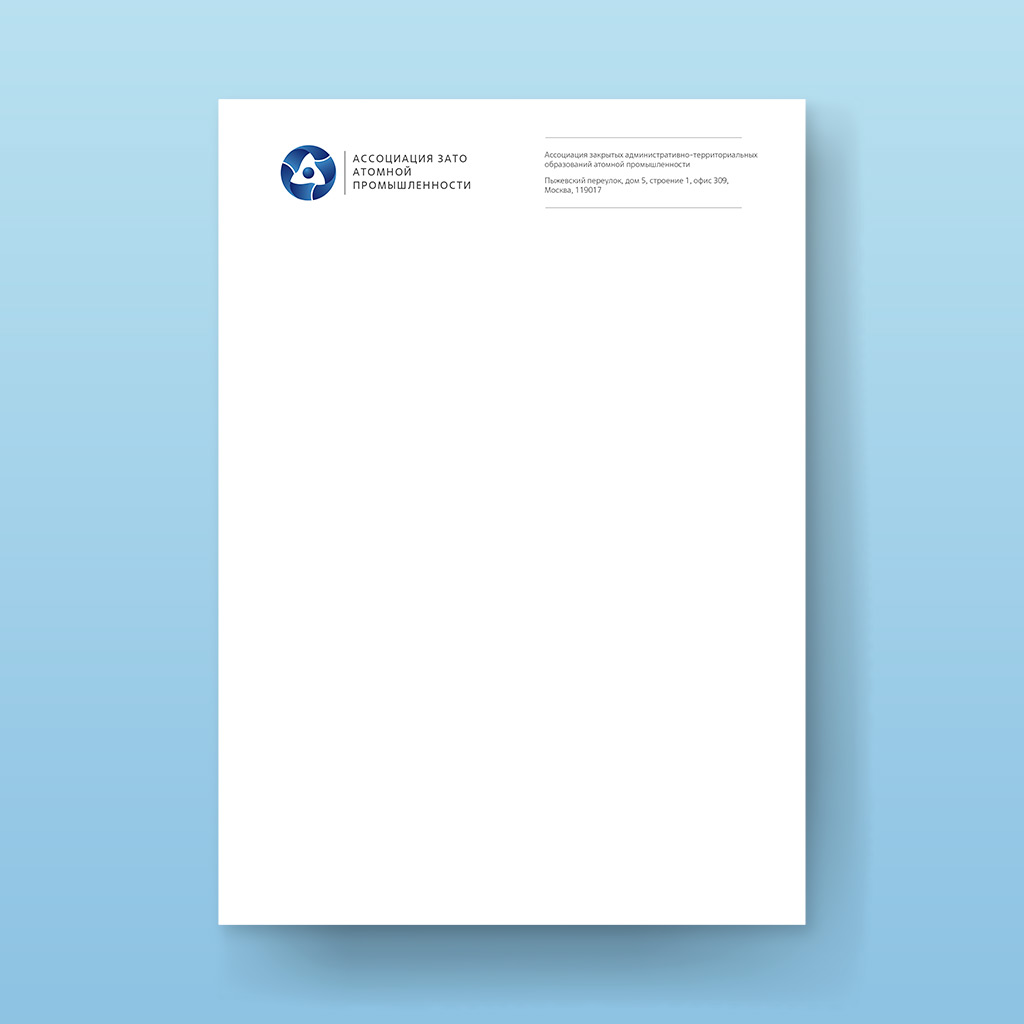 АССОЦИАЦИЯ ЗАТО
АТОМНОЙ
ПРОМЫШЛЕННОСТИ
Ассоциация закрытых административно-территориальных
образований атомной промышленности
Пыжевский переулок, дом 5, строение 1, офис 309,
Москва, 119017